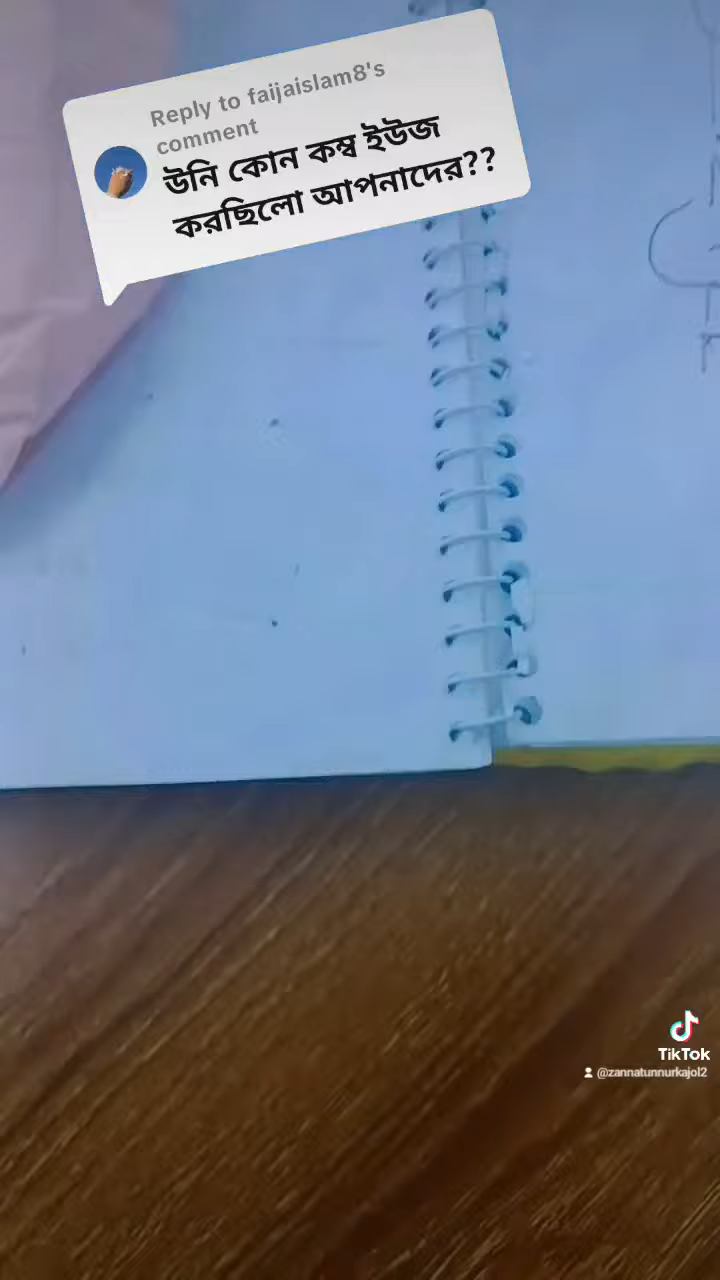 Reply to faijaislam8's
comment
উনি কোন কম্ব ইউজ
করছিলো আপনাদের??
TikTok
@zannatunnurkajol2